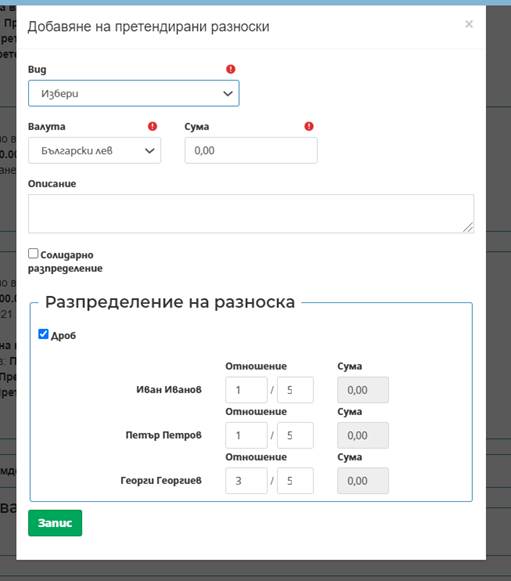 Добавяне на претендирани разноски ×
Вид
Избери
Валута Сума
Български лев 0,00
Описание
Солидарно
разпределение
Разпределение на разноска
Дроб
Отношение Сума
Иван Иванов 1 / 5 0,00
Отношение Сума
Петър Петров 1 / 5 0,00
Отношение Сума
Георги Георгиев 3 / 5 0,00
Запис